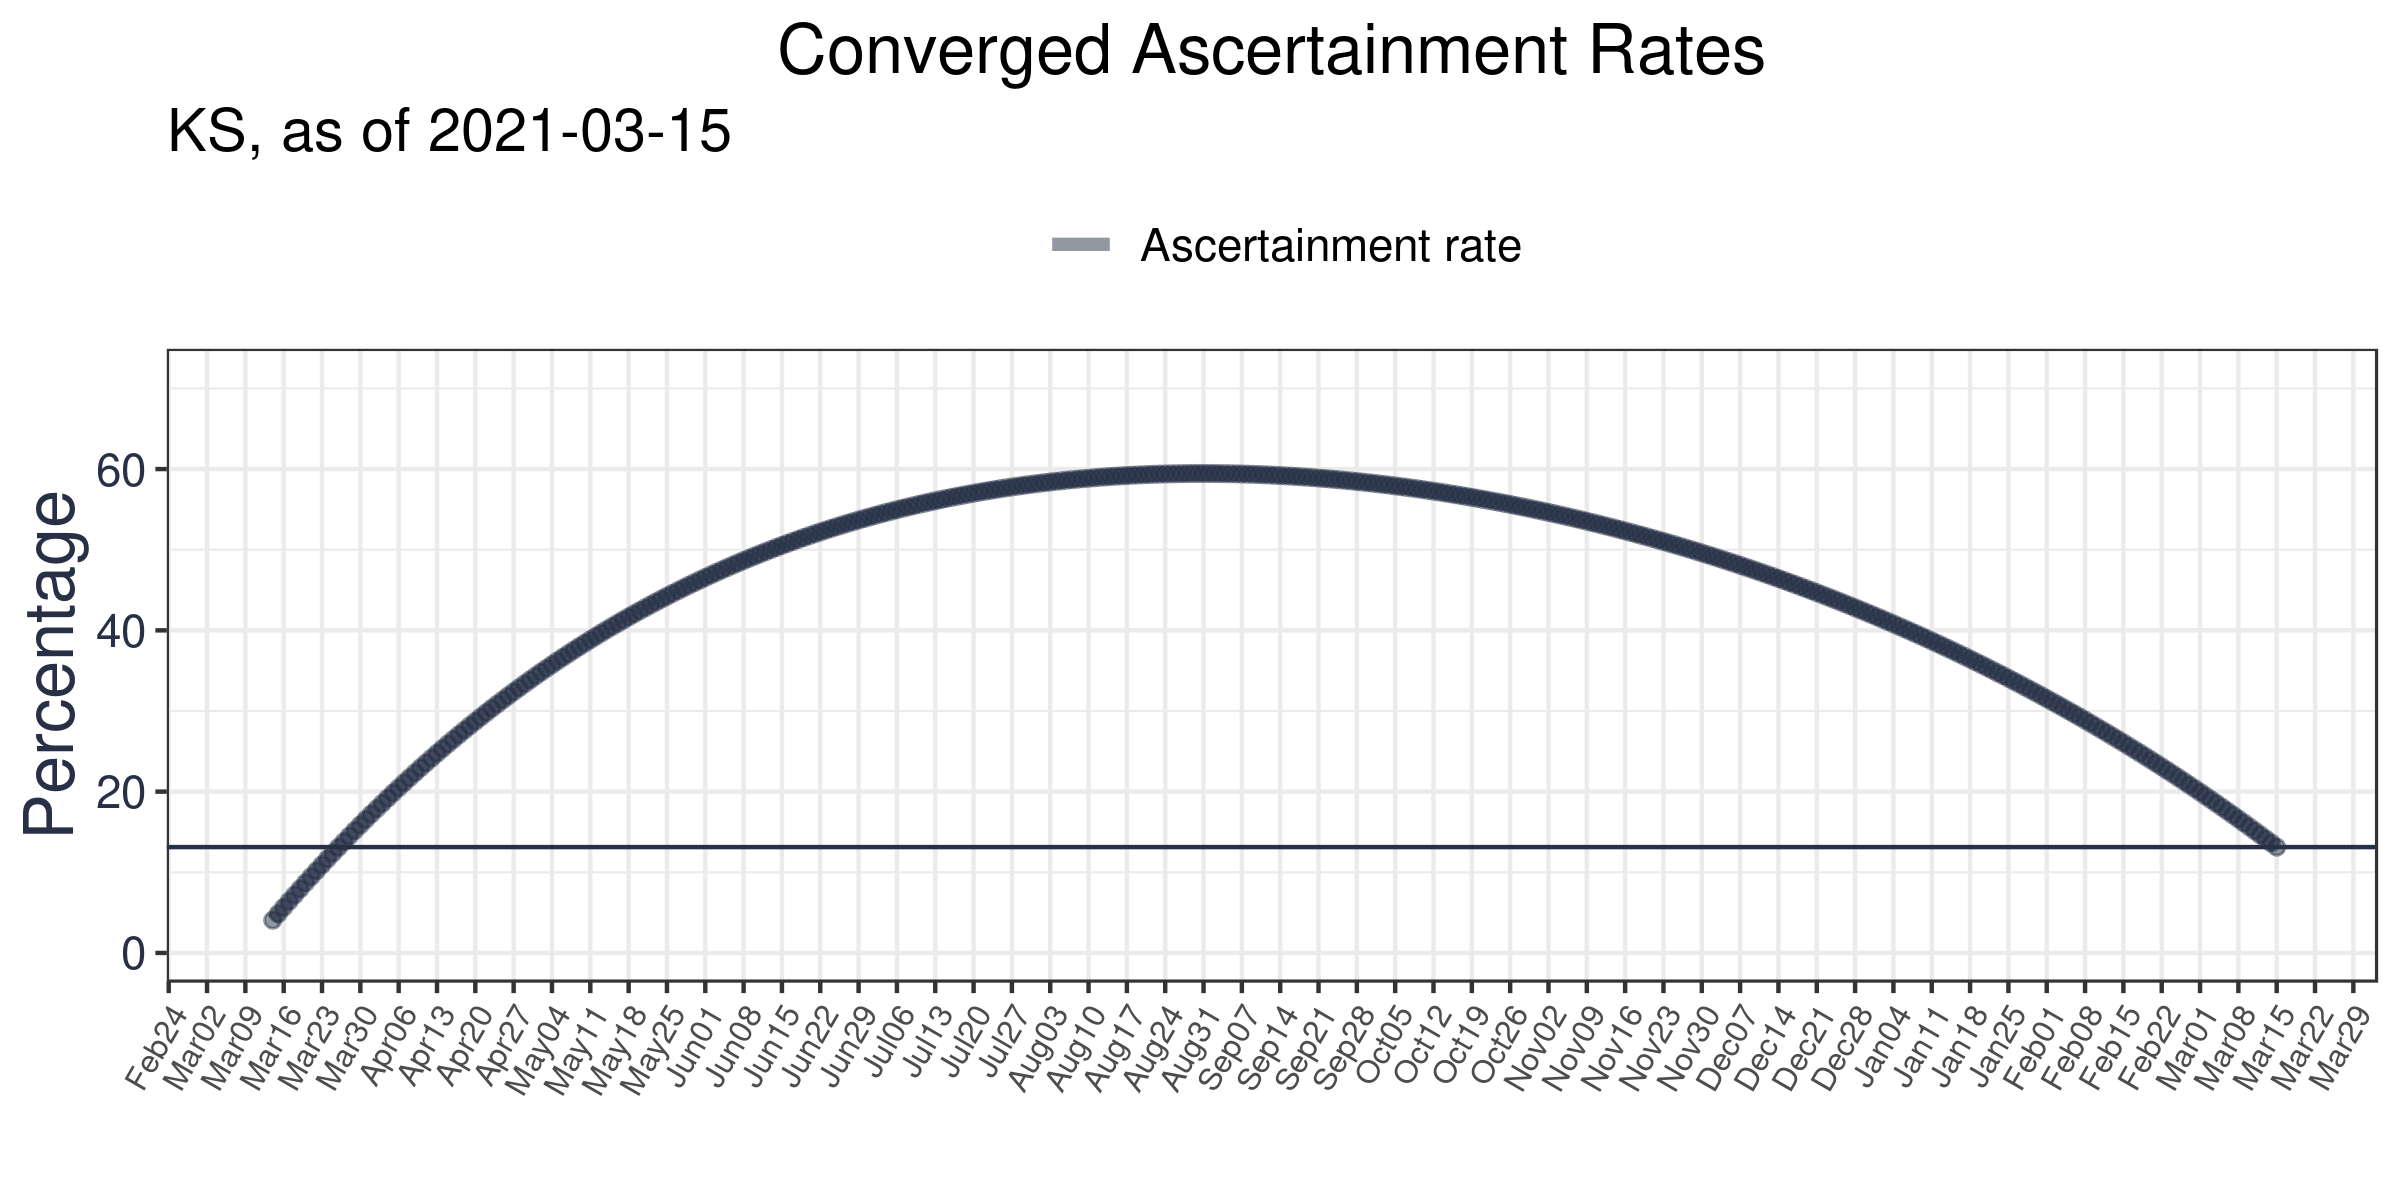 Converged Ascertainment Rates
KS, as of 2021-03-15
Ascertainment rate
Percentage
60
40
20
0
Feb24
Mar02
Mar09
Mar16
Mar23
Mar30
Apr06
Apr13
Apr20
Apr27
May04
May11
May18
May25
Jun01
Jun08
Jun15
Jun22
Jun29
Jul06
Jul13
Jul20
Jul27
Aug03
Aug10
Aug17
Aug24
Aug31
Sep07
Sep14
Sep21
Sep28
Oct05
Oct12
Oct19
Oct26
Nov02
Nov09
Nov16
Nov23
Nov30
Dec07
Dec14
Dec21
Dec28
Jan04
Jan11
Jan18
Jan25
Feb01
Feb08
Feb15
Feb22
Mar01
Mar08
Mar15
Mar22
Mar29